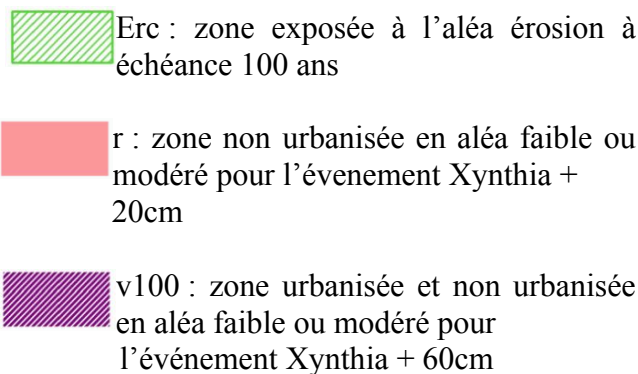 Erc : zone exposée à l’aléa érosion à
échéance 100 ans
r : zone non urbanisée en aléa faible ou
modéré pour l’évenement Xynthia +
20cm
v100 : zone urbanisée et non urbanisée
en aléa faible ou modéré pour
l’événement Xynthia + 60cm